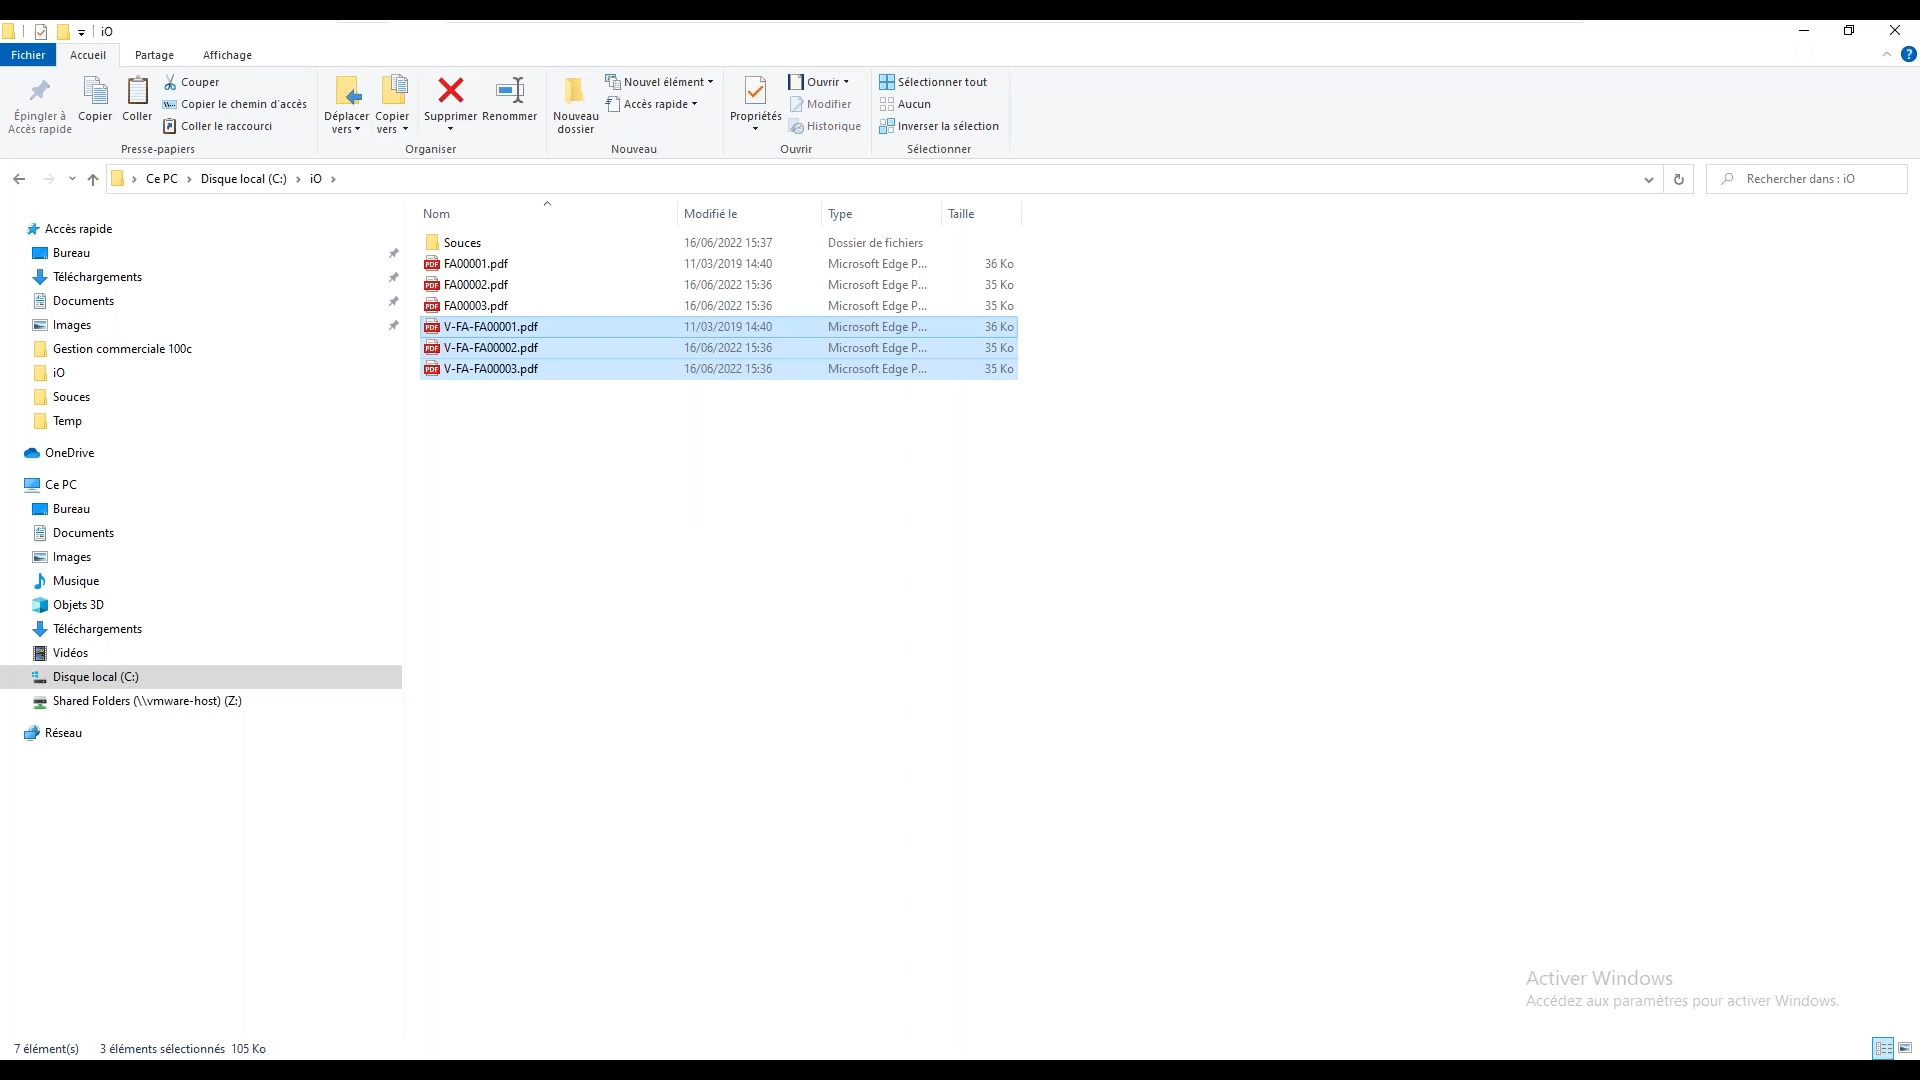 iO
Fichier Accueil Partage Affichage
Épingler à Accès rapide
Copier
Coller
Couper
Copier le chemin d'accès
Coller le raccourci
Presse-papiers
Déplacer vers
Copier vers
Supprimer
Renommer
Organiser
Nouveau dossier
Nouvel élément
Accès rapide
Nouveau
Propriétés
Ouvrir
Modifier
Historique
Ouvrir
Sélectionner tout
Aucun
Inverser la sélection
Sélectionner
Ce PC > Disque local (C:) > iO >
Rechercher dans : iO
Accès rapide
Bureau
Téléchargements
Documents
Images
Gestion commerciale 100c
iO
Souces
Temp
OneDrive
Ce PC
Bureau
Documents
Images
Musique
Objets 3D
Téléchargements
Vidéos
Disque local (C:)
Shared Folders (\\vmware-host) (Z:)
Réseau
Nom Modifié le Type Taille
Souces 16/06/2022 15:37 Dossier de fichiers
PDF FA00001.pdf 11/03/2019 14:40 Microsoft Edge P... 36 Ko
PDF FA00002.pdf 16/06/2022 15:36 Microsoft Edge P... 35 Ko
PDF FA00003.pdf 16/06/2022 15:36 Microsoft Edge P... 35 Ko
PDF V-FA-FA00001.pdf 11/03/2019 14:40 Microsoft Edge P... 36 Ko
PDF V-FA-FA00002.pdf 16/06/2022 15:36 Microsoft Edge P... 35 Ko
PDF V-FA-FA00003.pdf 16/06/2022 15:36 Microsoft Edge P... 35 Ko
Activer Windows
Accédez aux paramètres pour activer Windows.
7 élément(s) 3 éléments sélectionnés 105 Ko